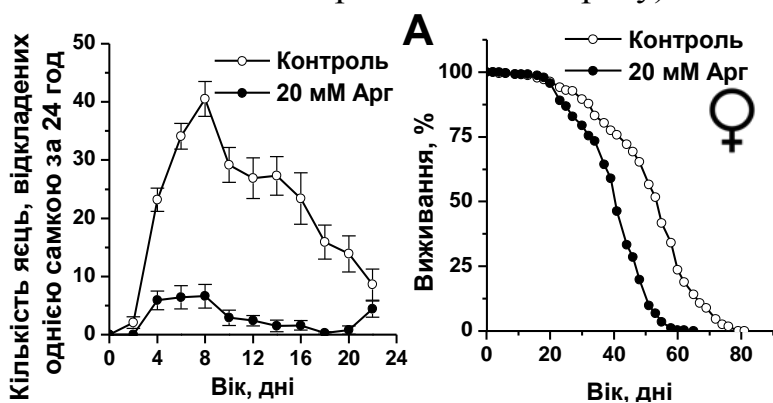 Кількість яєць, відкладених
однією самкою за 24 год
50
40
30
20
10
0
Контроль
20 мМ Арг
0 4 8 12 16 20 24
Вік, дні
А
Виживання, %
100
75
50
25
0
Контроль
20 мМ Арг
0 20 40 60 80
Вік, дні